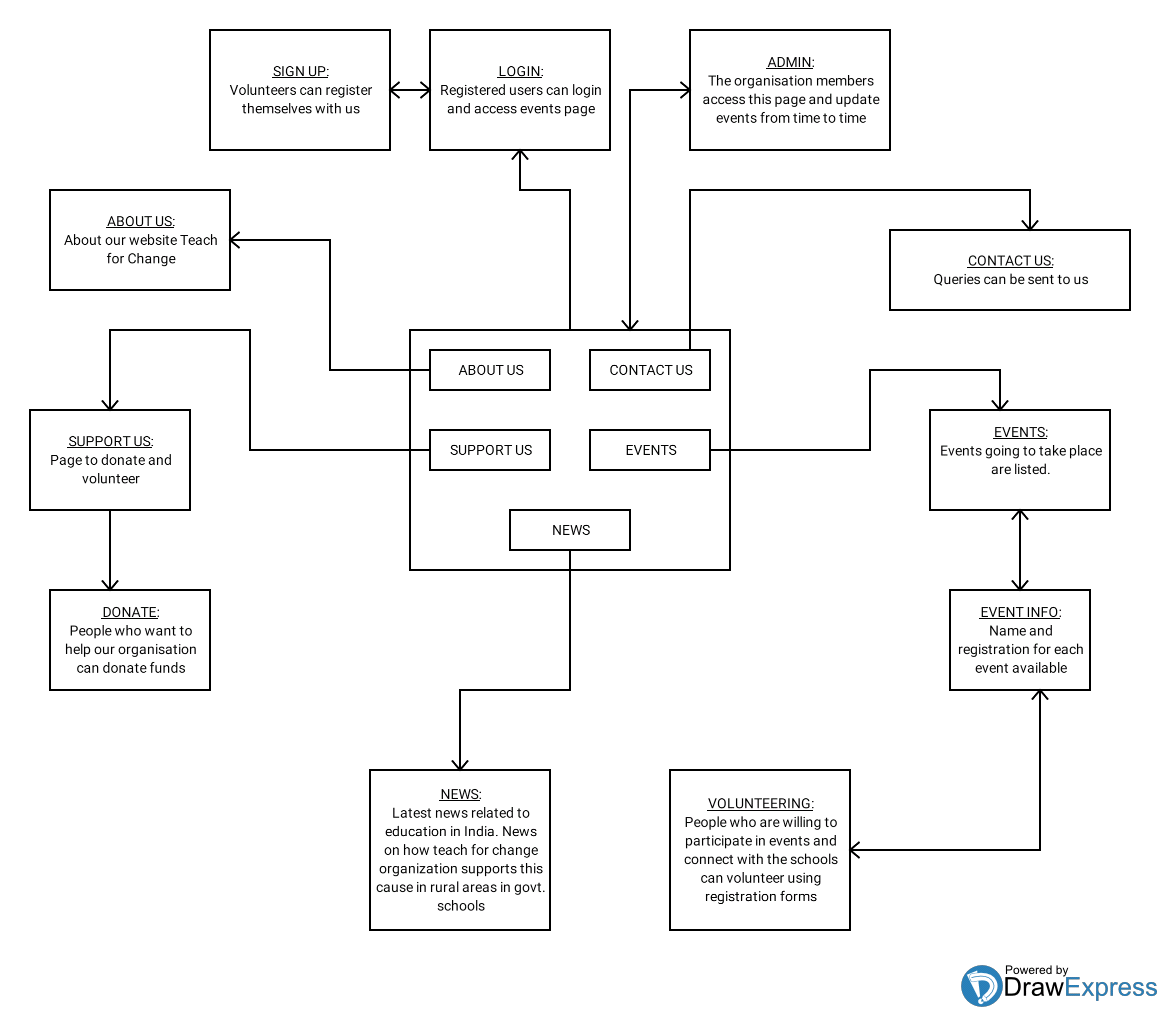 SIGN UP:
Volunteers can register
themselves with us
LOGIN:
Registered users can login
and access events page
ADMIN:
The organisation members
access this page and update
events from time to time
ABOUT US:
About our website Teach
for Change
CONTACT US:
Queries can be sent to us
ABOUT US
CONTACT US
SUPPORT US
EVENTS
NEWS
SUPPORT US:
Page to donate and
volunteer
EVENTS:
Events going to take place
are listed.
DONATE:
People who want to
help our organisation
can donate funds
EVENT INFO:
Name and
registration for each
event available
NEWS:
Latest news related to
education in India. News
on how teach for change
organization supports this
cause in rural areas in govt.
schools
VOLUNTEERING:
People who are willing to
participate in events and
connect with the schools
can volunteer using
registration forms
Powered by
DrawExpress